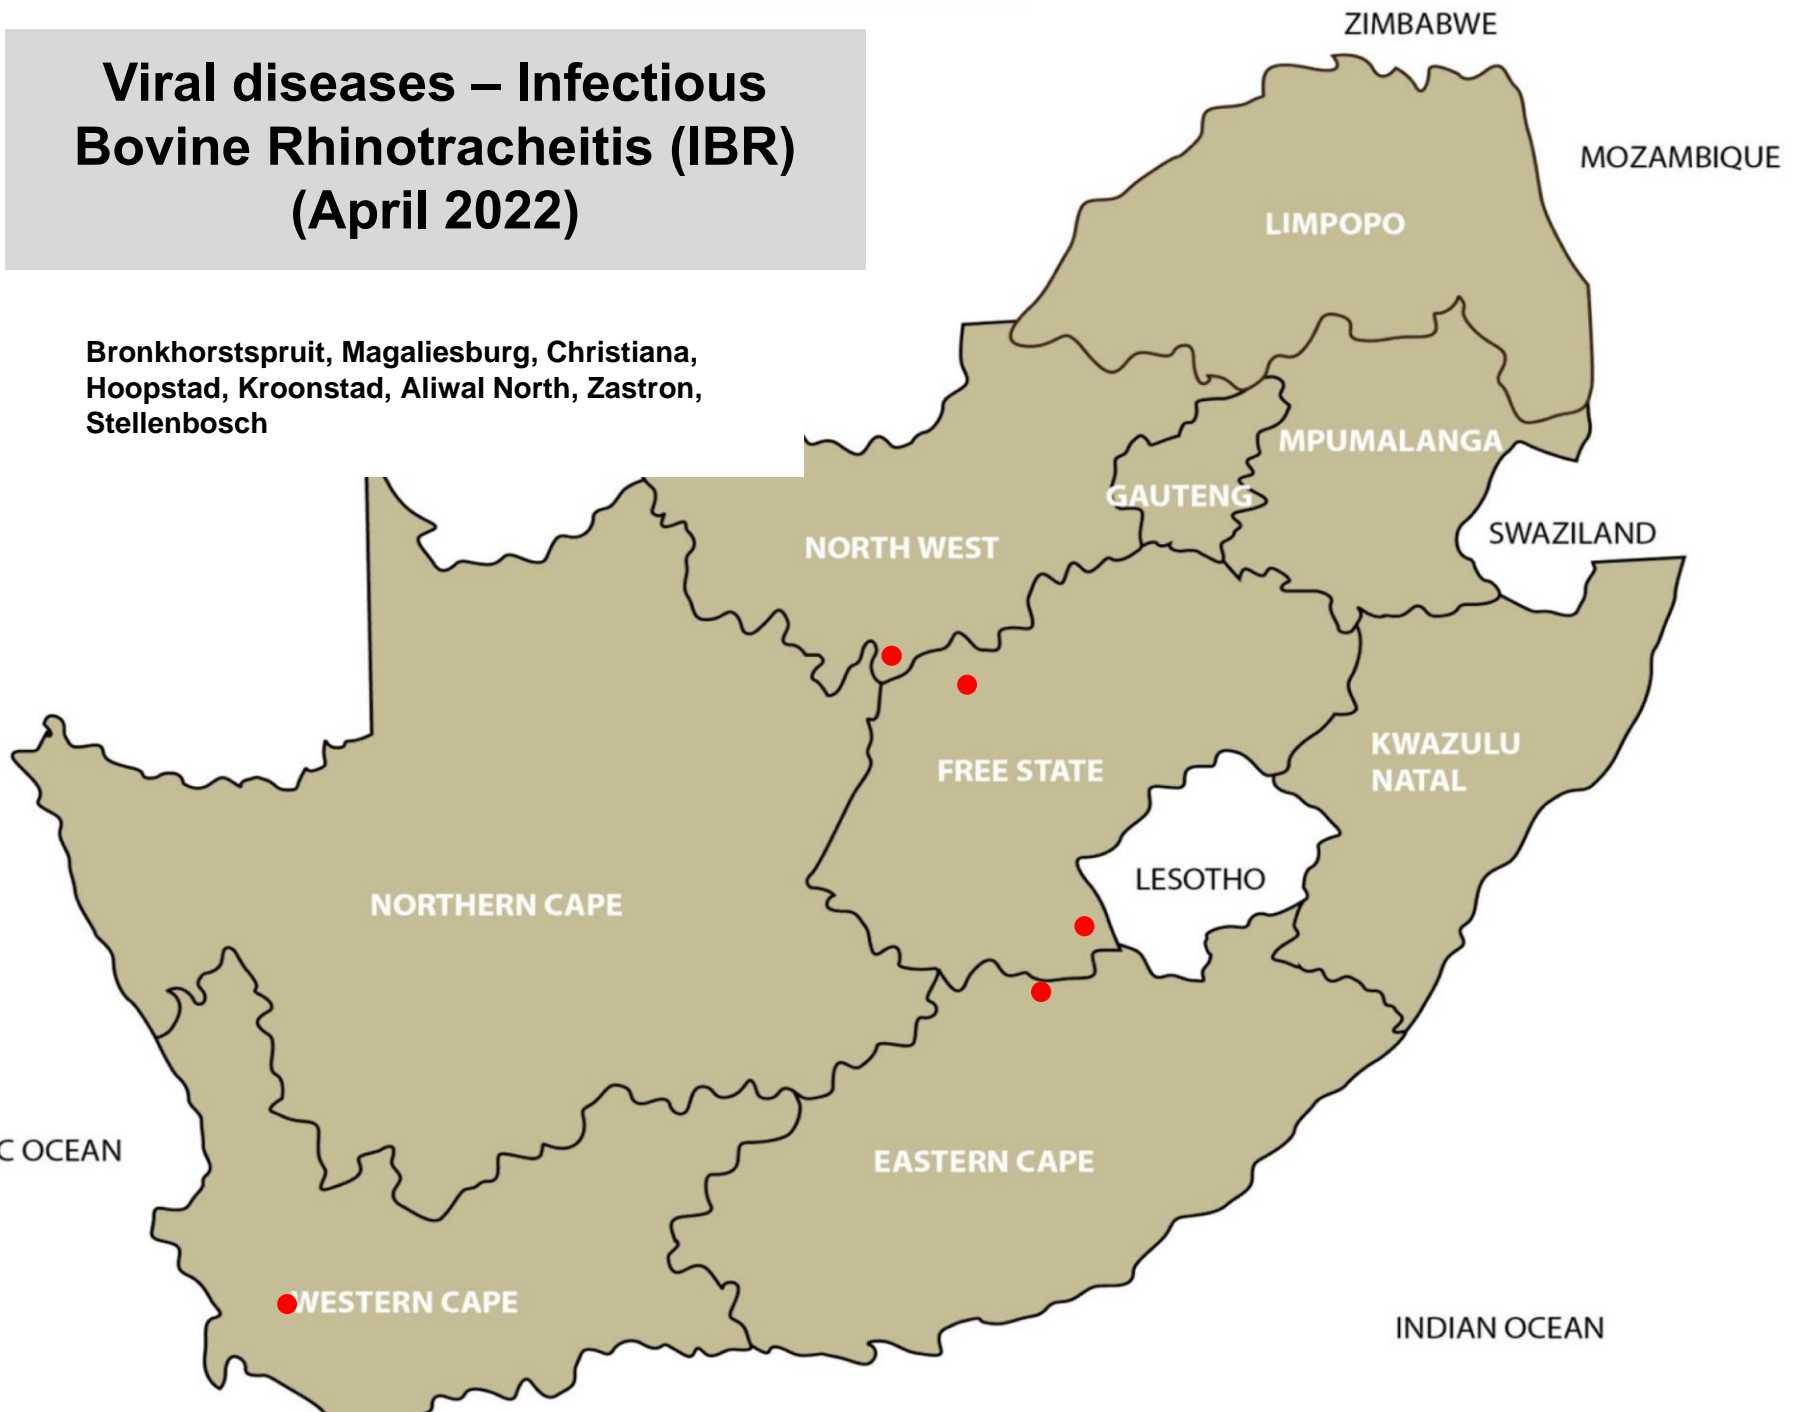 Viral diseases – Infectious
Bovine Rhinotracheitis (IBR)
(April 2022)
Bronkhorstspruit, Magaliesburg, Christiana,
Hoopstad, Kroonstad, Aliwal North, Zastron,
Stellenbosch
ZIMBABWE
MOZAMBIQUE
LIMPOPO
MPUMALANGA
GAUTENG
SWAZILAND
NORTH WEST
KWAZULU
NATAL
FREE STATE
LESOTHO
NORTHERN CAPE
C OCEAN
EASTERN CAPE
WESTERN CAPE
INDIAN OCEAN